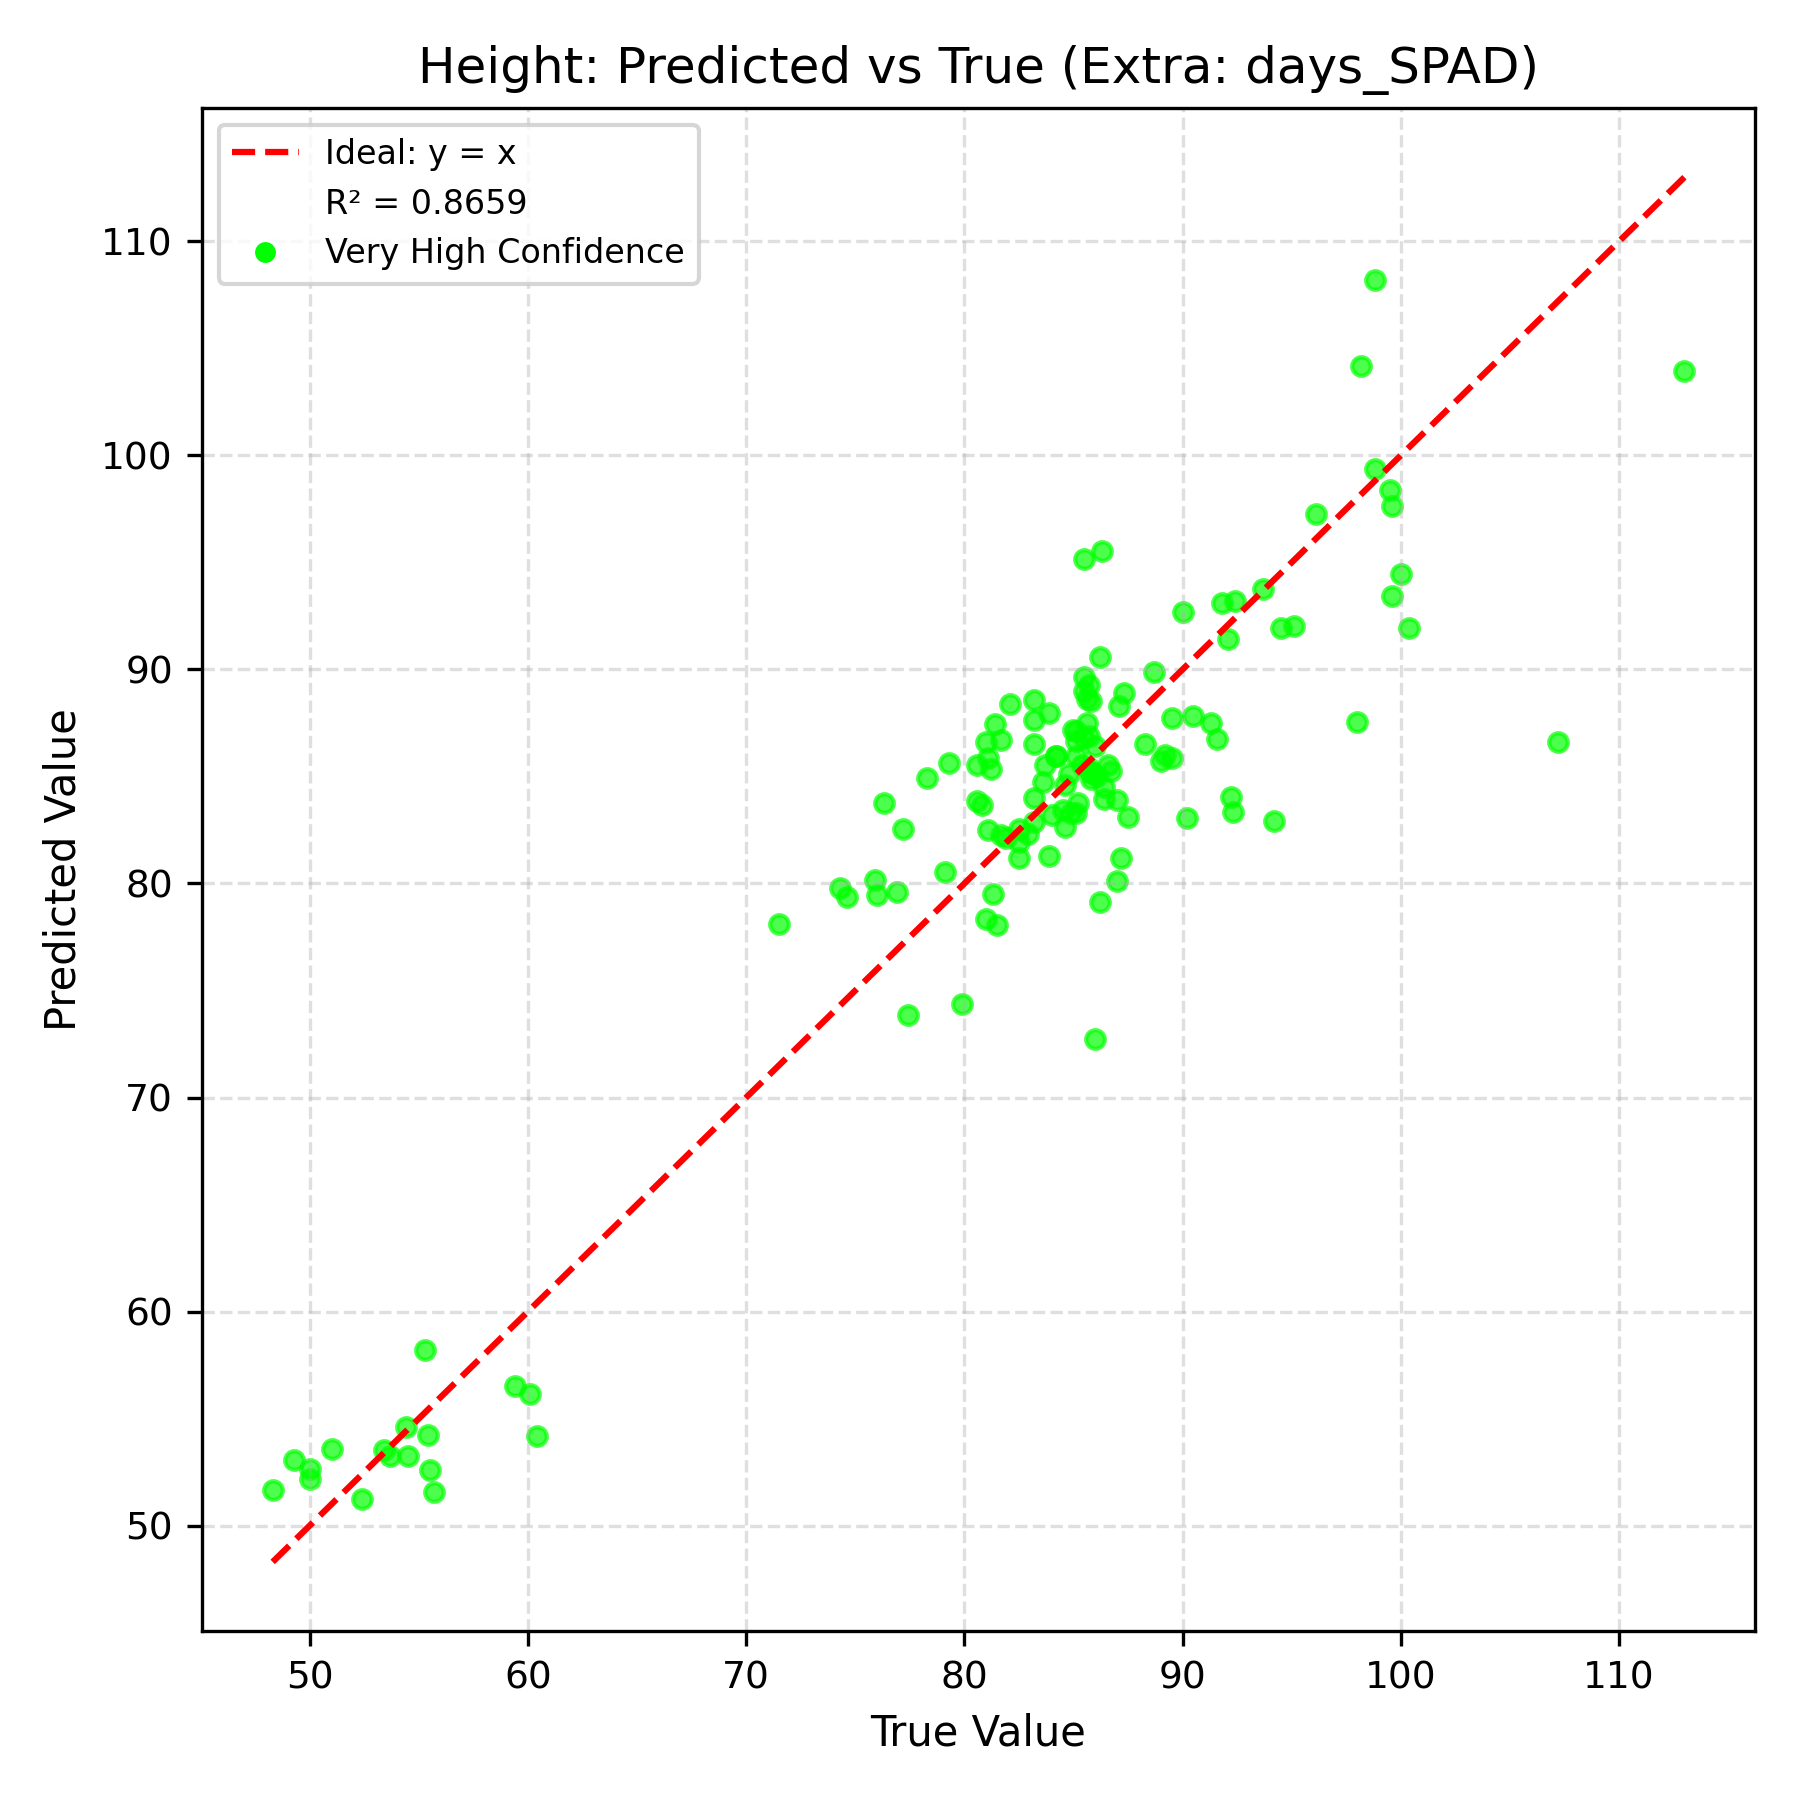 Height: Predicted vs True (Extra: days_SPAD)
Ideal: y = x
R² = 0.8659
Very High Confidence
110
100
90
80
70
60
50
Predicted Value
50 60 70 80 90 100 110
True Value